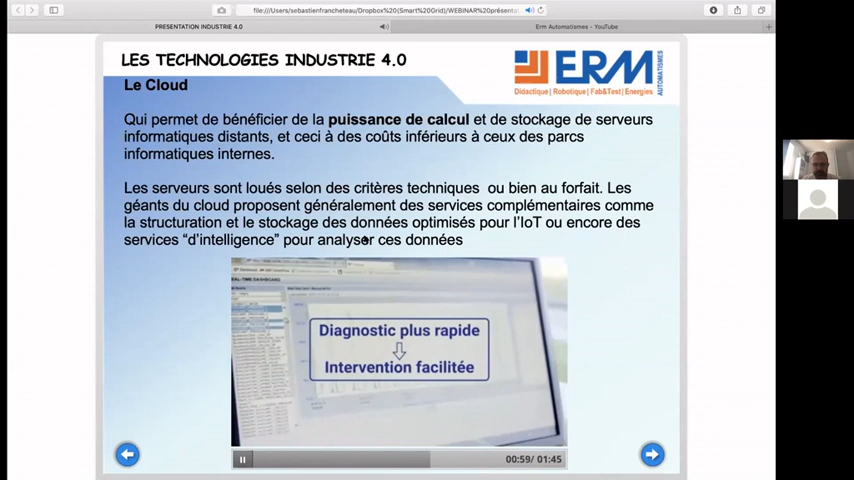 file:///Users/sebastienfrancheteau/Dropbox%20(Smart%20Grid)/WEBINAR%20présentat
PRESENTATION INDUSTRIE 4.0
Erm Automatismes - YouTube
LES TECHNOLOGIES INDUSTRIE 4.0
ERM
AUTOMATISMES
Didactique| Robotique| Fab&Test| Energies
Le Cloud
Qui permet de bénéficier de la puissance de calcul et de stockage de serveurs
informatiques distants, et ceci à des coûts inférieurs à ceux des parcs
informatiques internes.
Les serveurs sont loués selon des critères techniques ou bien au forfait. Les
géants du cloud proposent généralement des services complémentaires comme
la structuration et le stockage des données optimisés pour l'IoT ou encore des
services “d'intelligence” pour analyser ces données
Diagnostic plus rapide
Intervention facilitée
00:59/ 01:45